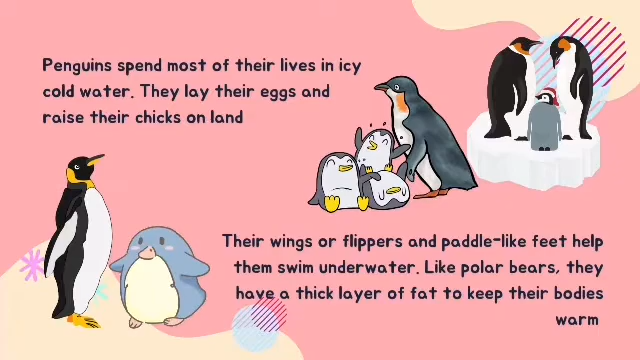 Penguins spend most of their lives in icy
cold water. They lay their eggs and
raise their chicks on land
Their wings or flippers and paddle-like feet help
them swim underwater. Like polar bears, they
have a thick layer of fat to keep their bodies
warm